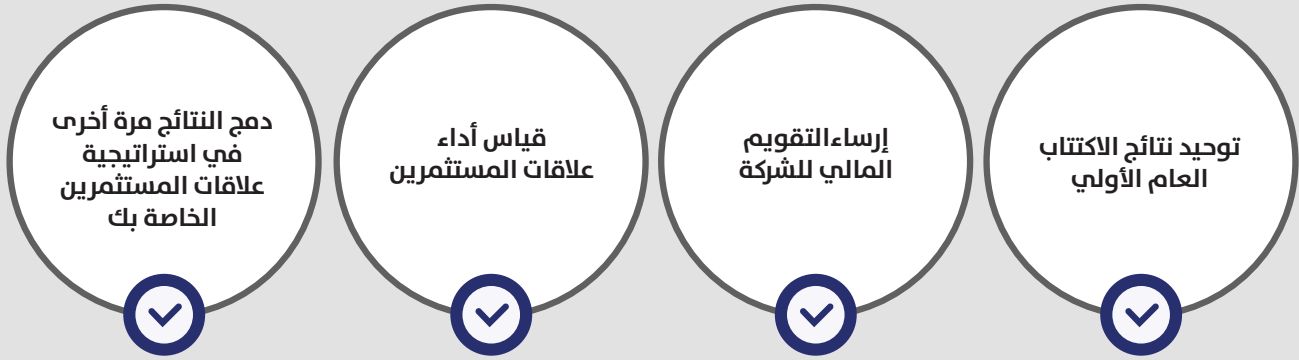 توحيد نتائج الاكتتاب
العام الأولي
إرساءالتقويم
المالي للشركة
قياس أداء
علاقات المستثمرين
دمج النتائج مرة أخرى
في استراتيجية
علاقات المستثمرين
الخاصة بك